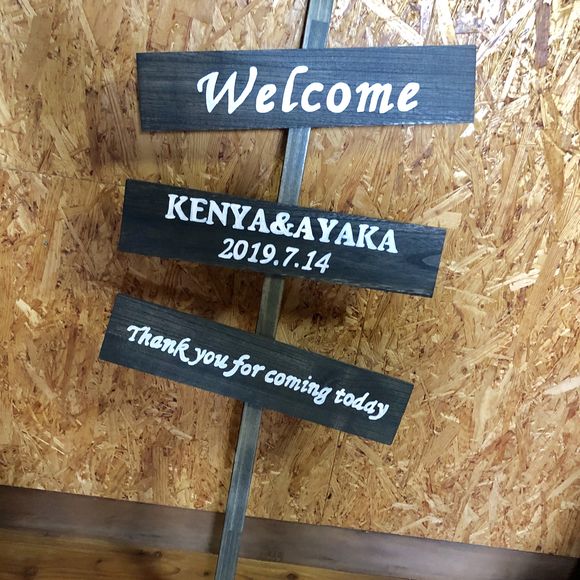 Welcome
KENYA&AYAKA
2019.7.14
Thank you for coming today